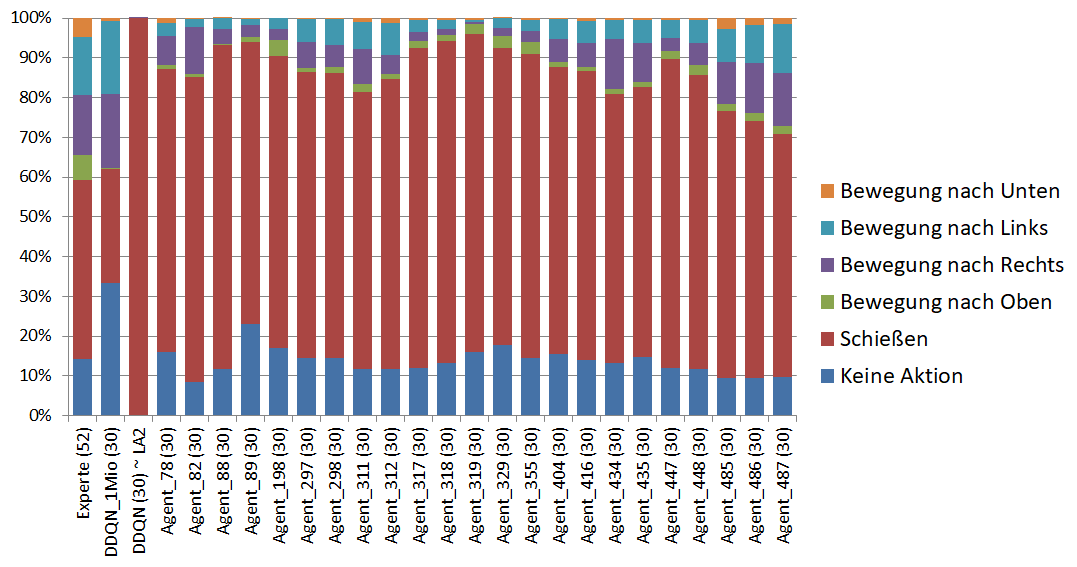 100%
90%
80%
70%
60%
50%
40%
30%
20%
10%
0%
Experte (52)
DDQN_1Mio (30)
DDQN (30) ~ LA2
Agent_78 (30)
Agent_82 (30)
Agent_88 (30)
Agent_89 (30)
Agent_198 (30)
Agent_297 (30)
Agent_298 (30)
Agent_311 (30)
Agent_312 (30)
Agent_317 (30)
Agent_318 (30)
Agent_319 (30)
Agent_329 (30)
Agent_355 (30)
Agent_404 (30)
Agent_416 (30)
Agent_434 (30)
Agent_435 (30)
Agent_447 (30)
Agent_448 (30)
Agent_485 (30)
Agent_486 (30)
Agent_487 (30)
Bewegung nach Unten
Bewegung nach Links
Bewegung nach Rechts
Bewegung nach Oben
Schießen
Keine Aktion